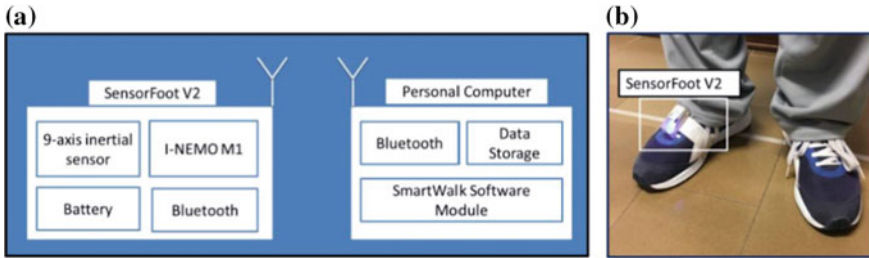 (a)
SensorFoot V2
9-axis inertial
sensor
I-NEMO M1
Battery
Bluetooth
Personal Computer
Bluetooth
Data
Storage
SmartWalk Software
Module
(b)
SensorFoot V2